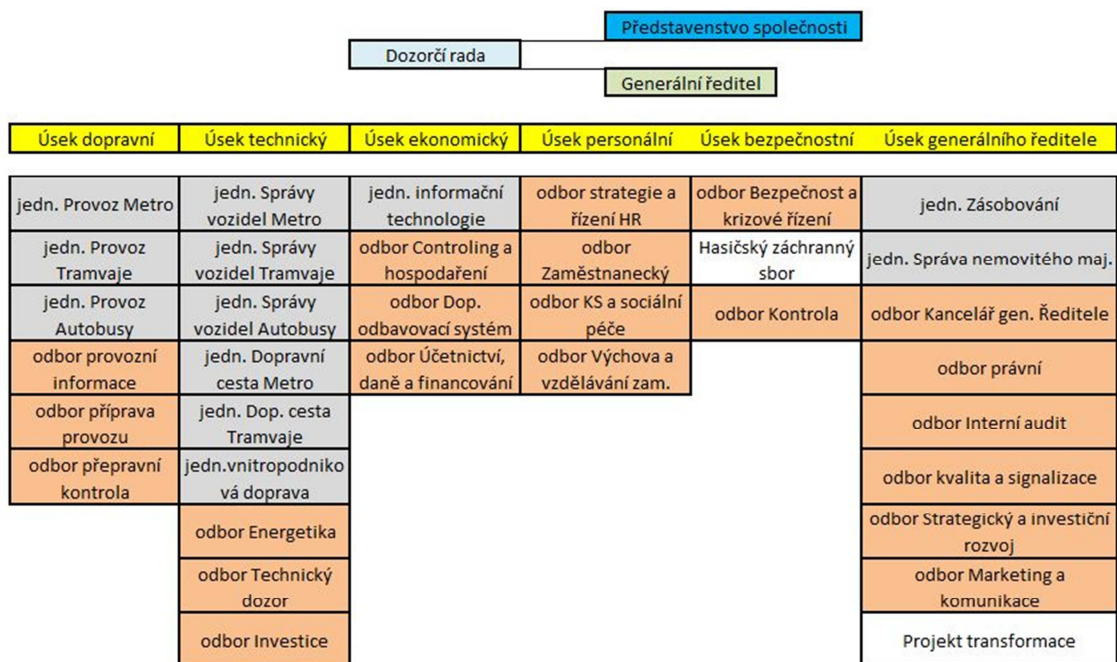 Představenstvo společnosti
Dozorčí rada
Generální ředitel
Úsek dopravní
Úsek technický
Úsek ekonomický
Úsek personální
Úsek bezpečnostní
Úsek generálního ředitele
jedn. Provoz Metro
jedn. Správy
vozidel Metro
jedn. informační
technologie
odbor strategie a
řízení HR
odbor Bezpečnost a
krizové řízení
jedn. Zásobování
jedn. Provoz
Tramvaje
jedn. Správy
vozidel Tramvaje
odbor Controling a
hospodaření
odbor
Zaměstnanecký
Hasičský záchranný
sbor
jedn. Správa nemovitého maj.
jedn. Provoz
Autobusy
jedn. Správy
vozidel Autobusy
odbor Dop.
odbavovací systém
odbor KS a sociální
péče
odbor Kontrola
odbor Kancelář gen. Ředitele
odbor provozní
informace
jedn. Dopravní
cesta Metro
odbor Účetnictví,
daně a financování
odbor Výchova a
vzdělávání zam.
odbor právní
odbor příprava
provozu
jedn. Dop. cesta
Tramvaje
odbor Interní audit
odbor přepravní
kontrola
jedn.vnitropodniko
vá doprava
odbor kvalita a signalizace
odbor Energetika
odbor Strategický a investiční
rozvoj
odbor Technický
dozor
odbor Marketing a
komunikace
odbor Investice
Projekt transformace